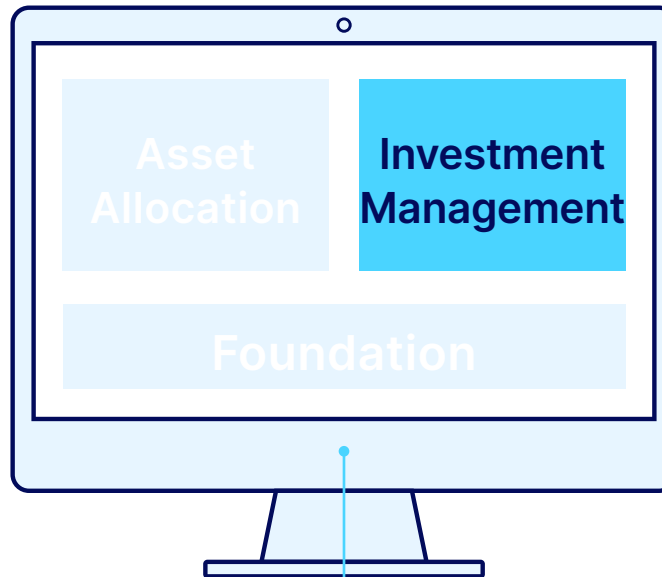 Asset
Allocation
Investment
Management
Foundation